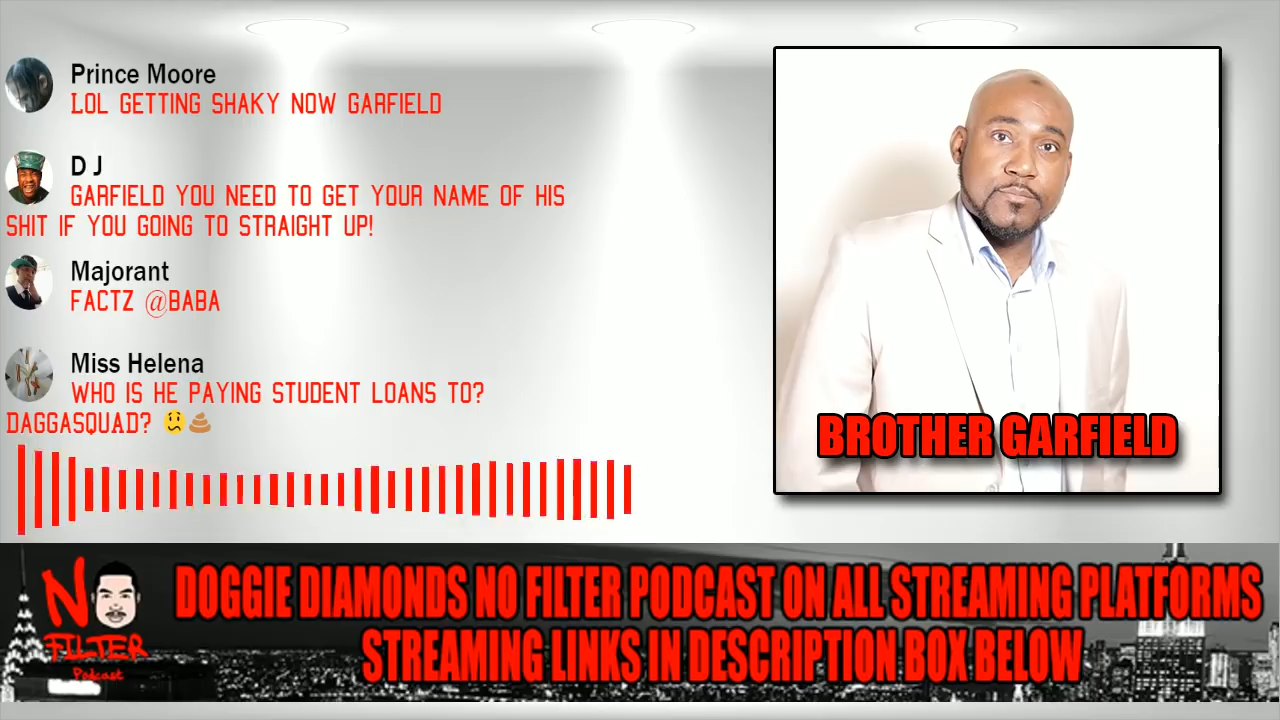 Prince Moore
LOL GETTING SHAKY NOW GARFIELD
D J
GARFIELD YOU NEED TO GET YOUR NAME OF HIS
SHIT IF YOU GOING TO STRAIGHT UP!
Majorant
FACTZ @BABA
Miss Helena
WHO IS HE PAYING STUDENT LOANS TO?
DAGGASQUAD? 🤨💩
BROTHER GARFIELD
NO
FILTER
Podcast
DOGGIE DIAMONDS NO FILTER PODCAST ON ALL STREAMING PLATFORMS
STREAMING LINKS IN DESCRIPTION BOX BELOW